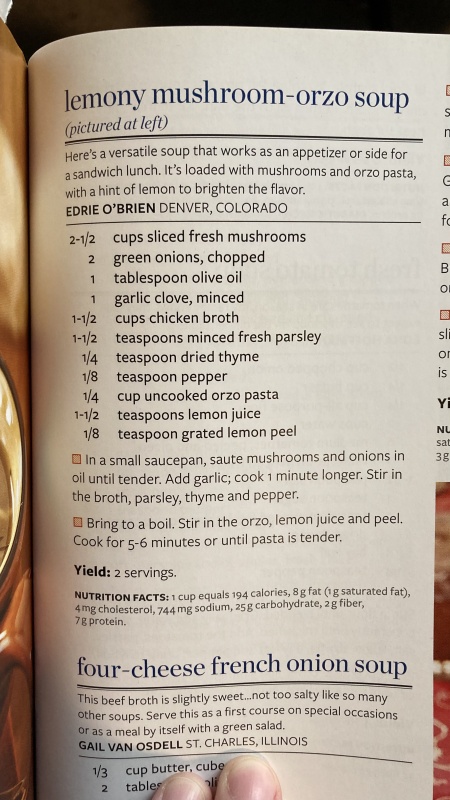 lemony mushroom-orzo soup
(pictured at left)
Here's a versatile soup that works as an appetizer or side for
a sandwich lunch. It's loaded with mushrooms and orzo pasta,
with a hint of lemon to brighten the flavor.
EDRIE O'BRIEN DENVER, COLORADO
2-1/2 cups sliced fresh mushrooms
2 green onions, chopped
1 tablespoon olive oil
1 garlic clove, minced
1-1/2 cups chicken broth
1-1/2 teaspoons minced fresh parsley
1/4 teaspoon dried thyme
1/8 teaspoon pepper
1/4 cup uncooked orzo pasta
1-1/2 teaspoons lemon juice
1/8 teaspoon grated lemon peel
In a small saucepan, saute mushrooms and onions in
oil until tender. Add garlic; cook 1 minute longer. Stir in
the broth, parsley, thyme and pepper.
Bring to a boil. Stir in the orzo, lemon juice and peel.
Cook for 5-6 minutes or until pasta is tender.
Yield: 2 servings.
NUTRITION FACTS: 1 cup equals 194 calories, 8 g fat (1 g saturated fat),
4 mg cholesterol, 744 mg sodium, 25 g carbohydrate, 2 g fiber,
7 g protein.
four-cheese french onion soup
This beef broth is slightly sweet...not too salty like so many
other soups. Serve this as a first course on special occasions
or as a meal by itself with a green salad.
GAIL VAN OSDELL ST. CHARLES, ILLINOIS
1/3 cup butter, cube
2